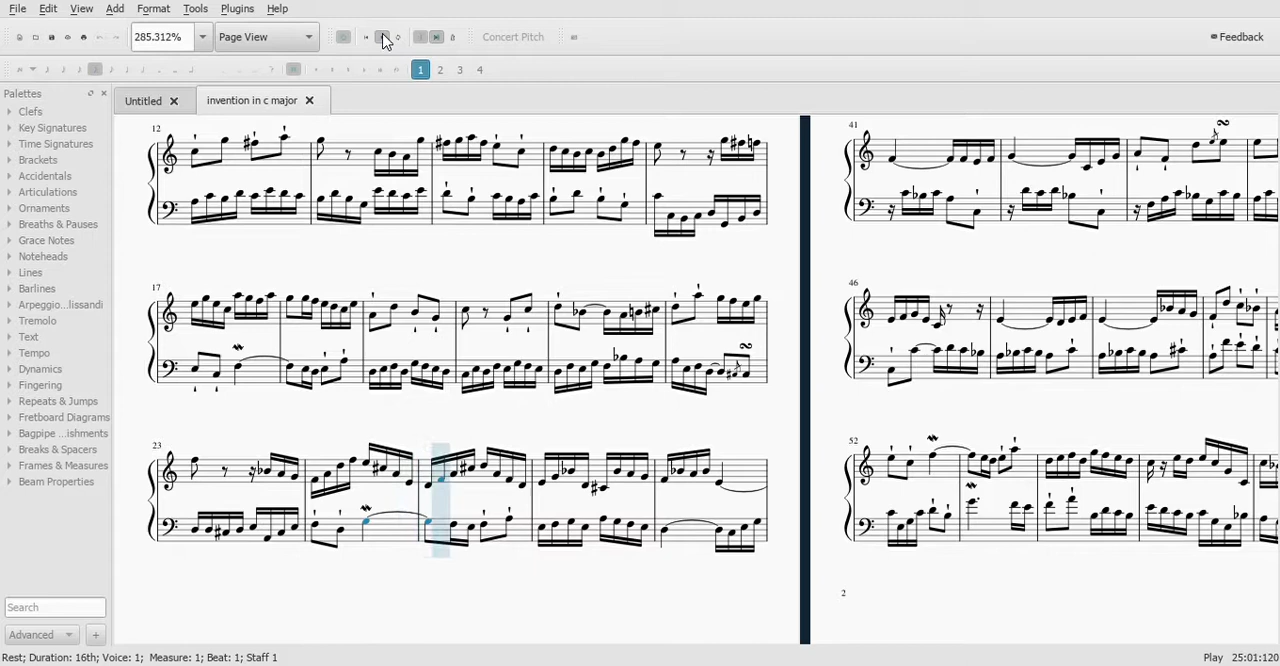 File Edit View Add Format Tools Plugins Help
285.312% Page View Concert Pitch Feedback
1 2 3 4
Palettes
Untitled invention in c major
Clefs
Key Signatures
Time Signatures
Brackets
Accidentals
Articulations
Ornaments
Breaths & Pauses
Grace Notes
Noteheads
Lines
Barlines
Arpeggio...lissandi
Tremolo
Text
Tempo
Dynamics
Fingering
Repeats & Jumps
Fretboard Diagrams
Bagpipe ...ishments
Breaks & Spacers
Frames & Measures
Beam Properties
Search
Advanced +
12
17
23
41
46
52
2
Rest; Duration: 16th; Voice: 1; Measure: 1; Beat: 1; Staff 1 Play 25:01:120